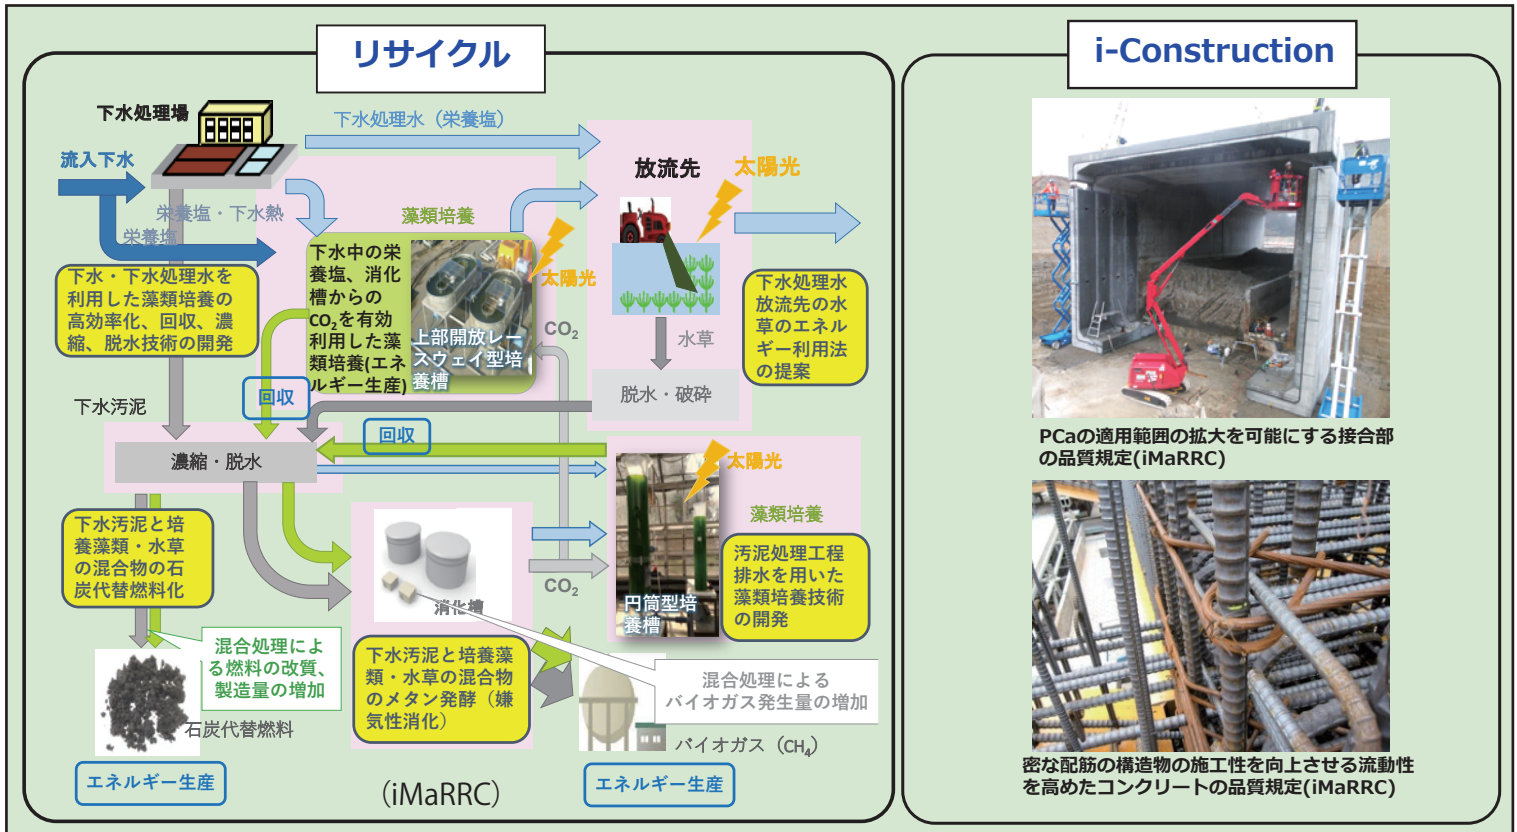 リサイクル
下水処理場
流入下水
下水処理水（栄養塩）
栄養塩・下水熱
栄養塩
藻類培養
放流先
太陽光
下水・下水処理水を
利用した藻類培養の
高効率化、回収、濃
縮、脱水技術の開発
下水中の栄
養塩、消化
槽からの
CO₂を有効
利用した藻
類培養(エネ
ルギー生産)
上部開放レー
スウェイ型培
養槽
太陽光
CO₂
水草
脱水・破砕
下水処理水
放流先の水
草のエネル
ギー利用法
の提案
回収
下水汚泥
回収
濃縮・脱水
太陽光
藻類培養
下水汚泥と培
養藻類・水草
の混合物の石
炭代替燃料化
消化槽
CO₂
円筒型培
養槽
汚泥処理工程
排水を用いた
藻類培養技術
の開発
混合処理によ
る燃料の改質、
製造量の増加
石炭代替燃料
下水汚泥と培養藻
類・水草の混合物
のメタン発酵（嫌
気性消化）
混合処理による
バイオガス発生量の増加
バイオガス（CH₄）
エネルギー生産
（iMaRRC）
エネルギー生産
i-Construction
PCaの適用範囲の拡大を可能にする接合部
の品質規定(iMaRRC)
密な配筋の構造物の施工性を向上させる流動性
を高めたコンクリートの品質規定(iMaRRC)